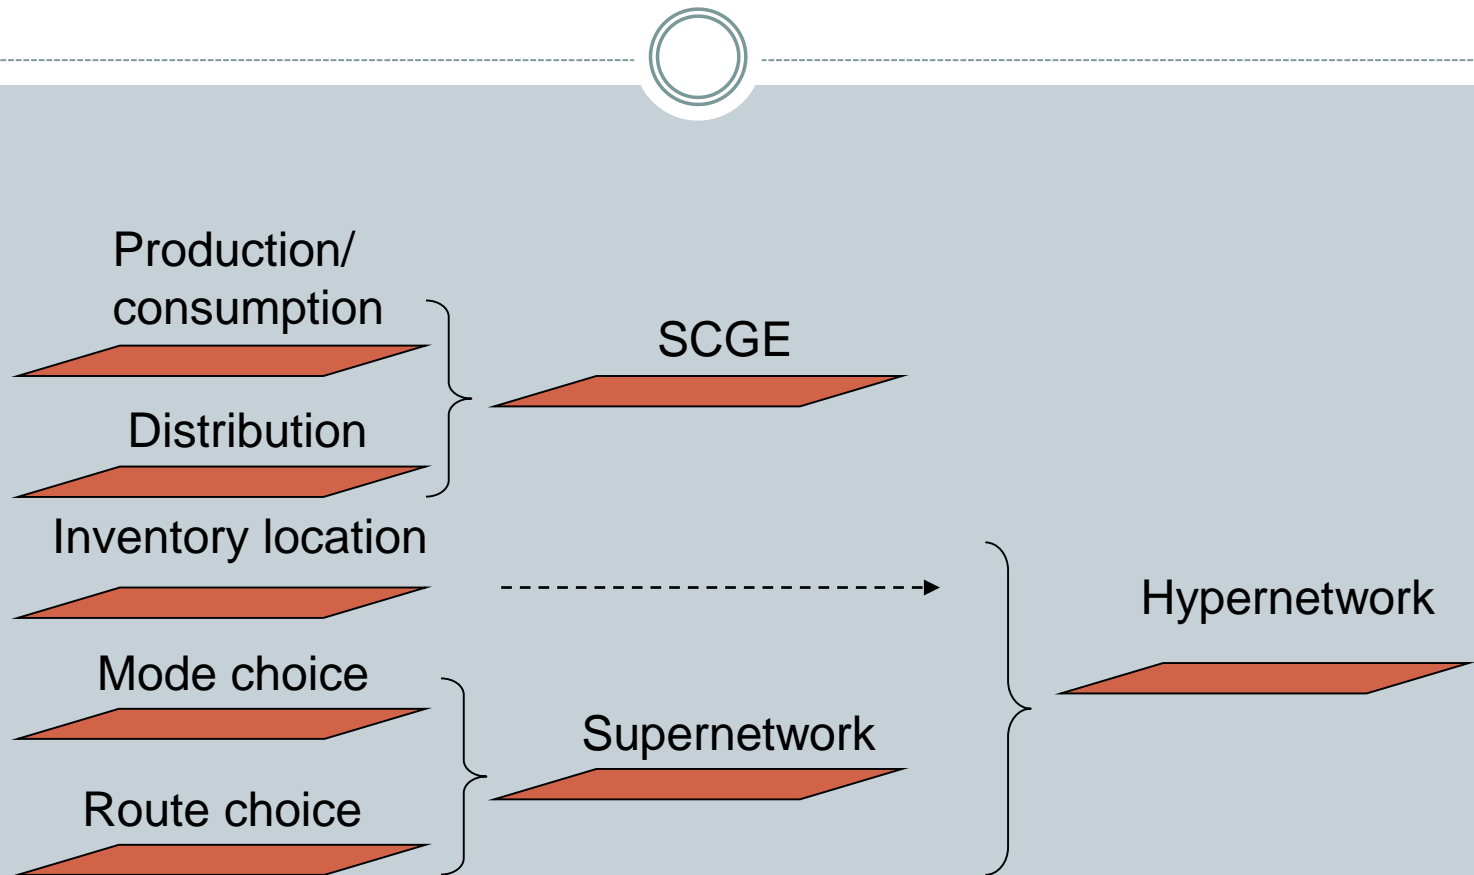 Production/
consumption
SCGE
Distribution
Inventory location
Hypernetwork
Mode choice
Supernetwork
Route choice